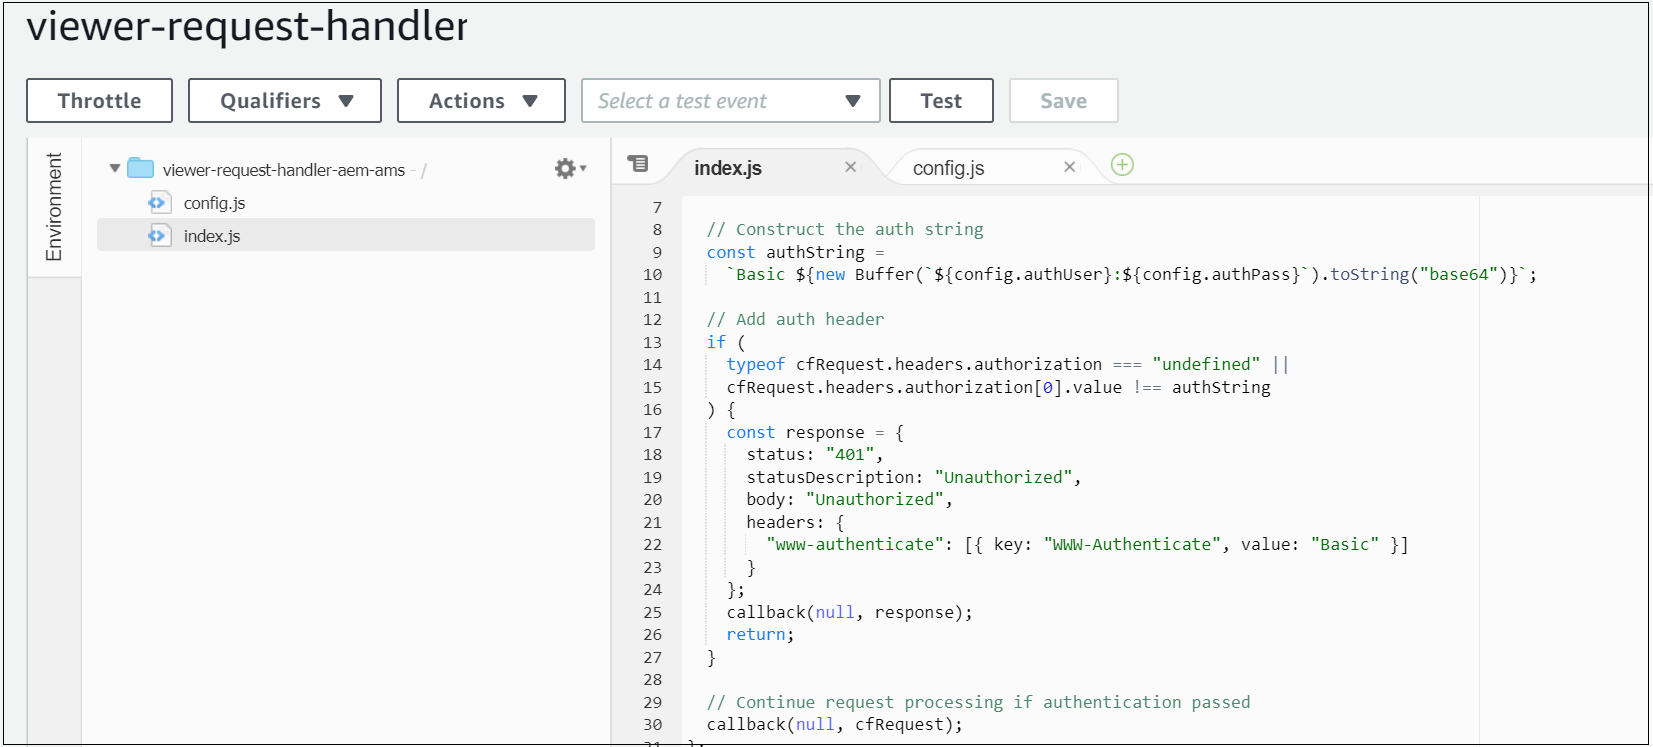 viewer-request-handler
Throttle
Qualifiers
Actions
Select a test event
Test
Save
Environment
viewer-request-handler-aem-ams - /
config.js
index.js
index.js
config.js
7
8 // Construct the auth string
9 const authString =
10 `Basic ${new Buffer(`${config.authUser}:${config.authPass}`).toString("base64")}`;
11
12 // Add auth header
13 if (
14 typeof cfRequest.headers.authorization === "undefined" ||
15 cfRequest.headers.authorization[0].value !== authString
16 ) {
17 const response = {
18 status: "401",
19 statusDescription: "Unauthorized",
20 body: "Unauthorized",
21 headers: {
22 "www-authenticate": [{ key: "WWW-Authenticate", value: "Basic" }]
23 }
24 };
25 callback(null, response);
26 return;
27 }
28
29 // Continue request processing if authentication passed
30 callback(null, cfRequest);